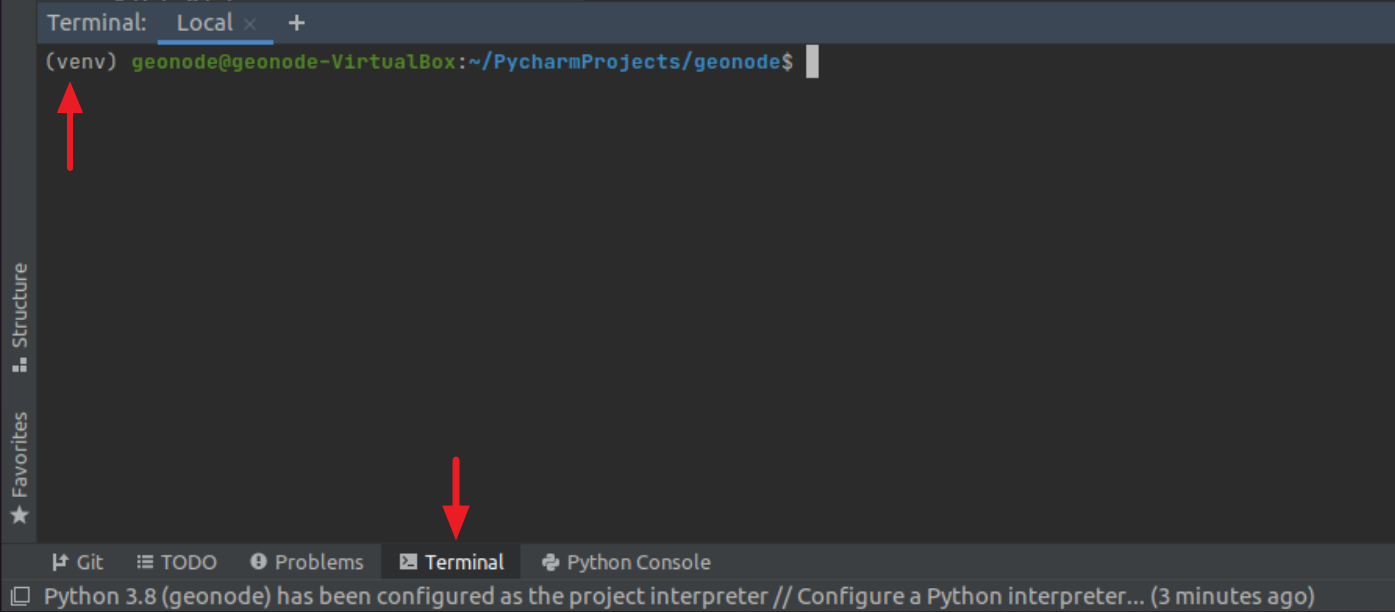 Terminal: Local × +
(venv) geonode@geonode-VirtualBox:~/PycharmProjects/geonode$
Structure
Favorites
Git TODO Problems Terminal Python Console
Python 3.8 (geonode) has been configured as the project interpreter // Configure a Python interpreter... (3 minutes ago)